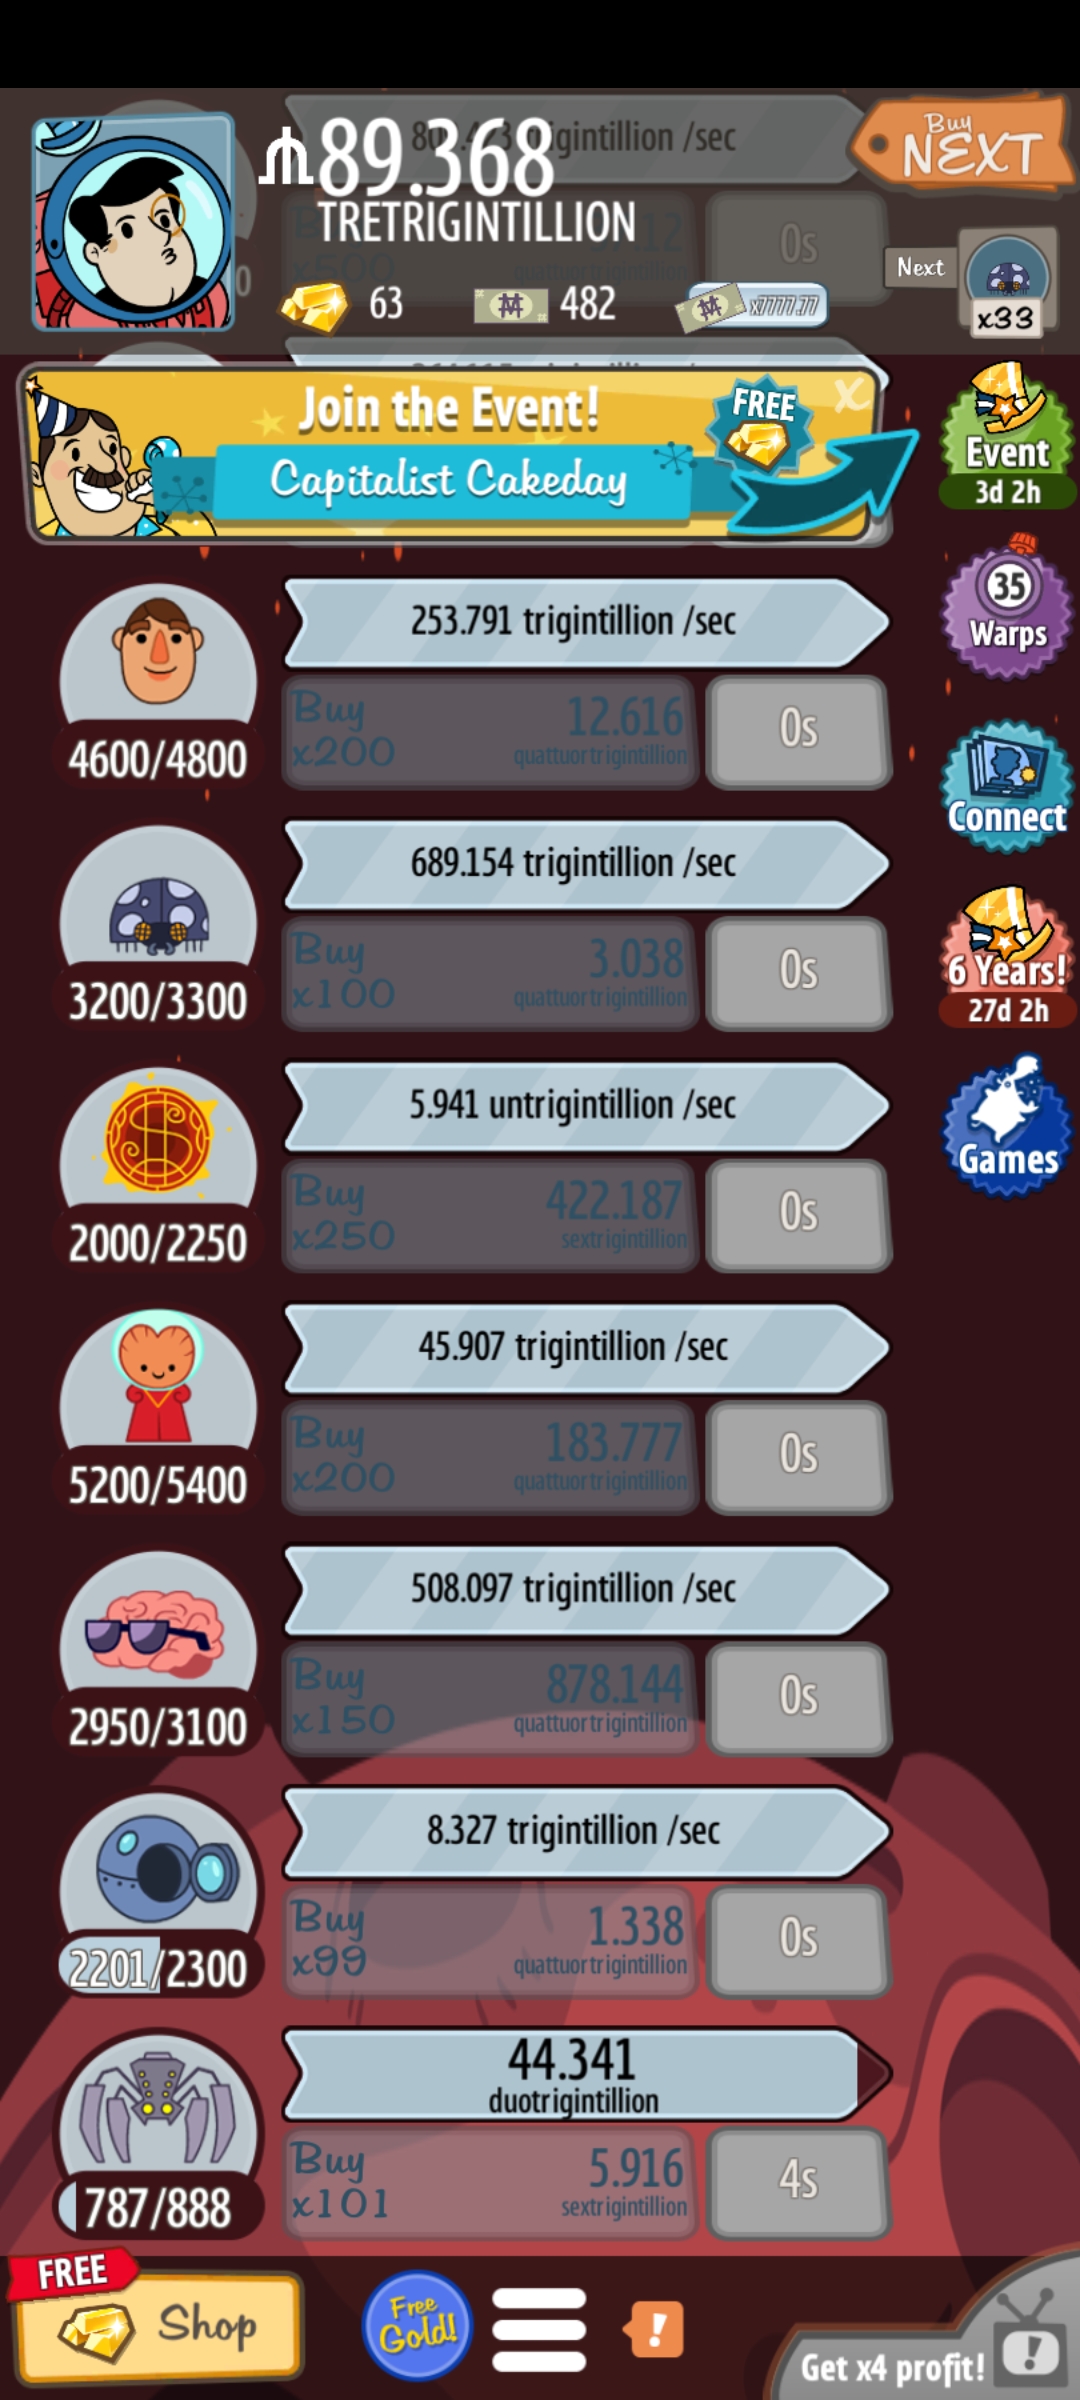 89.368
TRETRIGINTILLION
63
482
x7777.77
Buy
NEXT
Next
x33
trigintillion /sec
0s
Join the Event!
Capitalist Cakeday
FREE
x
Event
3d 2h
35
Warps
Connect
6 Years!
27d 2h
Games
253.791 trigintillion /sec
4600/4800
Buy
x200
12.616
quattuortrigintillion
0s
689.154 trigintillion /sec
3200/3300
Buy
x100
3.038
quattuortrigintillion
0s
5.941 untrigintillion /sec
2000/2250
Buy
x250
422.187
sextrigintillion
0s
45.907 trigintillion /sec
5200/5400
Buy
x200
183.777
quattuortrigintillion
0s
508.097 trigintillion /sec
2950/3100
Buy
x150
878.144
quattuortrigintillion
0s
8.327 trigintillion /sec
2201/2300
Buy
x99
1.338
quattuortrigintillion
0s
44.341
duotrigintillion
787/888
Buy
x101
5.916
sextrigintillion
4s
FREE
Shop
Free
Gold!
!
Get x4 profit!
!